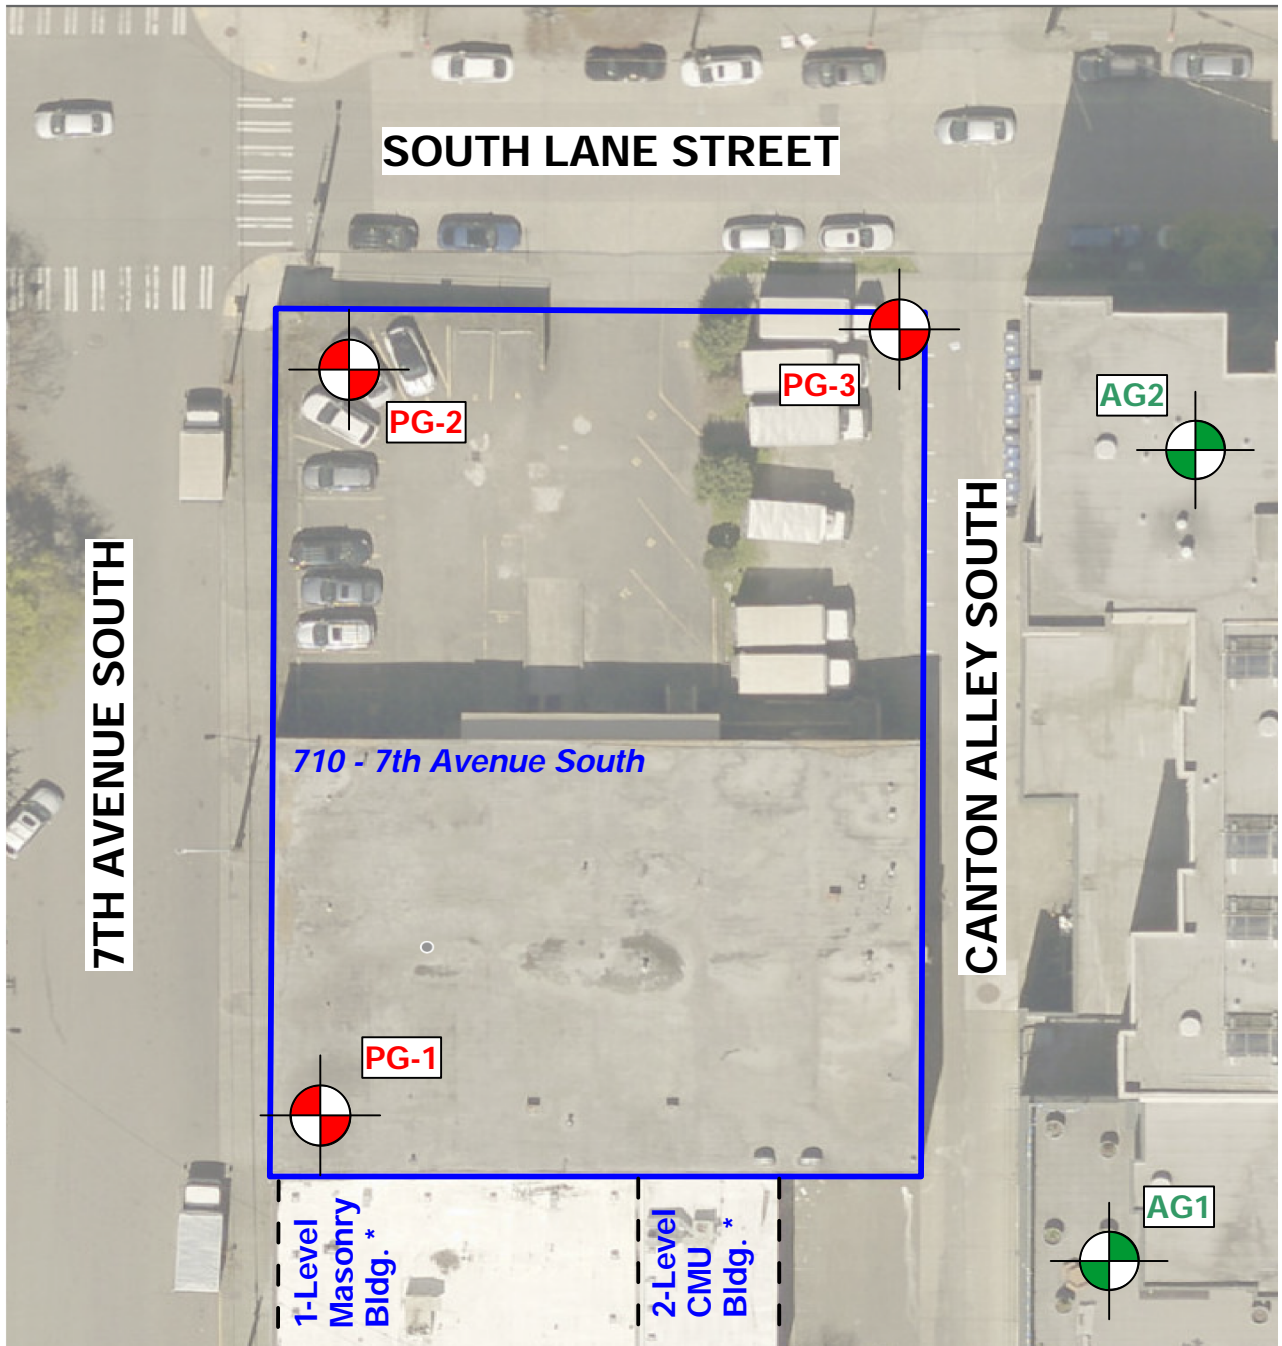 SOUTH LANE STREET
PG-2
PG-3
AG2
7TH AVENUE SOUTH
CANTON ALLEY SOUTH
710 - 7th Avenue South
PG-1
AG1
1-Level
Masonry
Bldg. *
2-Level
CMU
Bldg. *